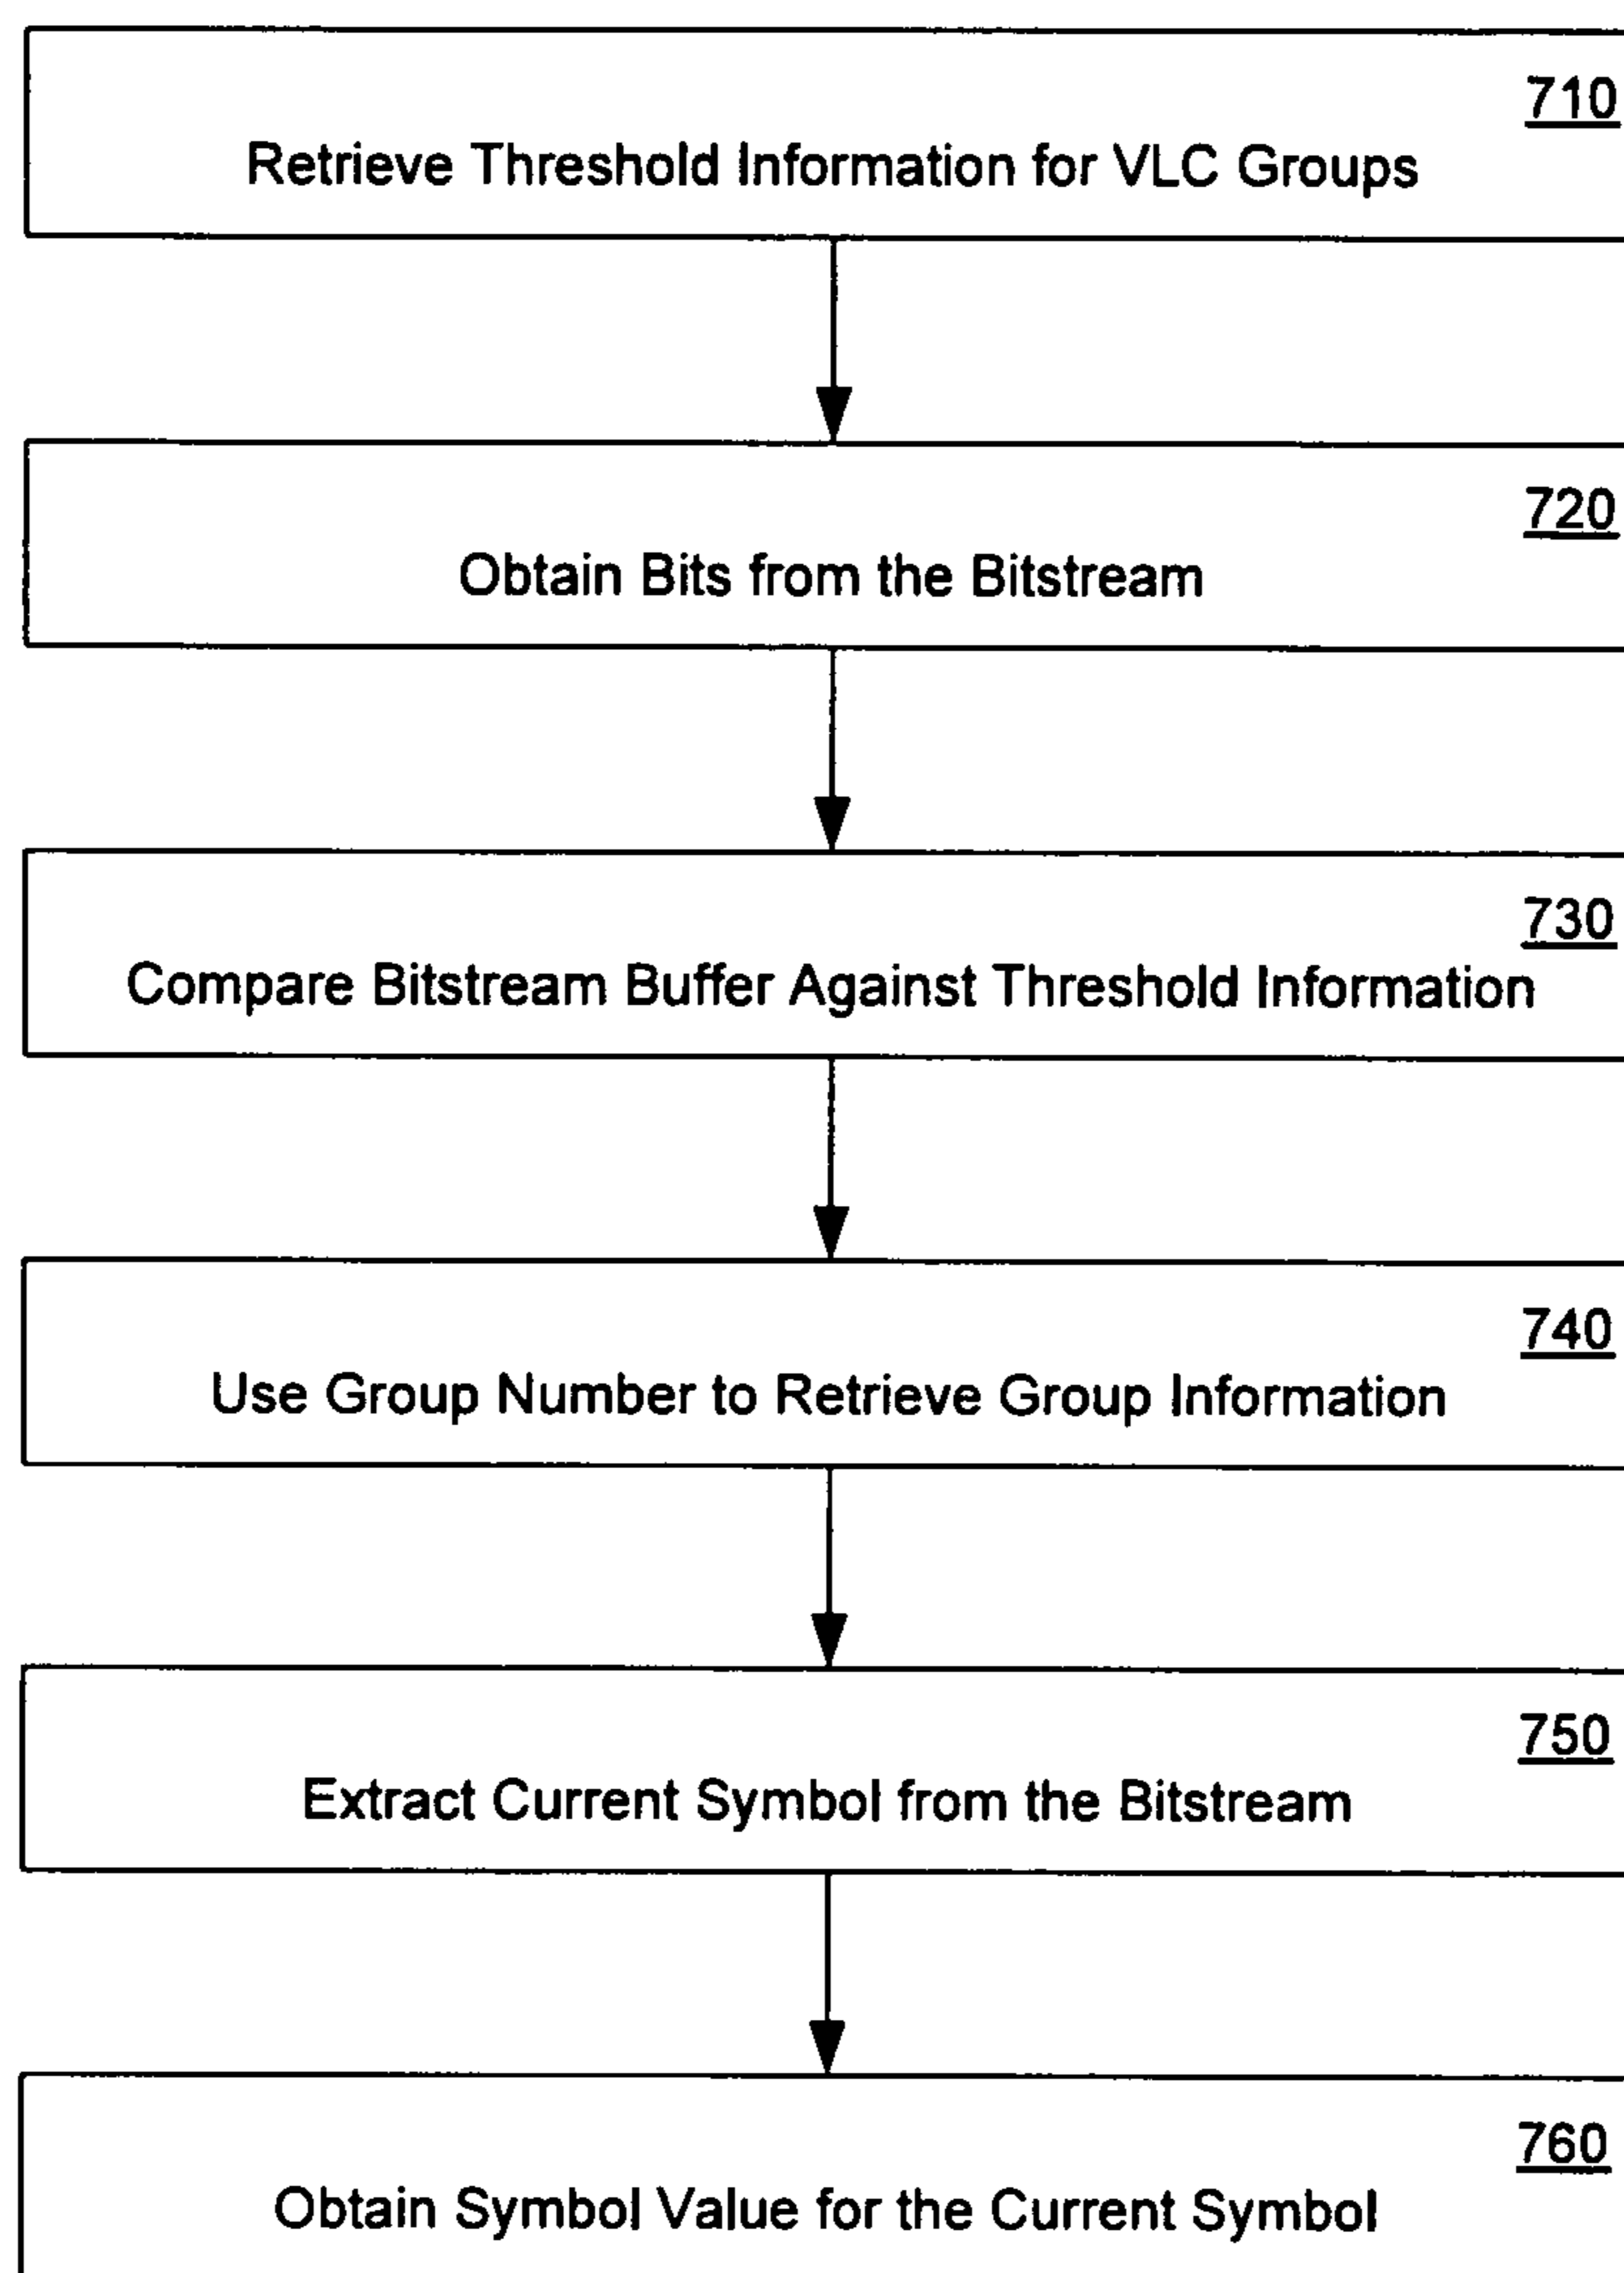 710
Retrieve Threshold Information for VLC Groups
720
Obtain Bits from the Bitstream
730
Compare Bitstream Buffer Against Threshold Information
740
Use Group Number to Retrieve Group Information
750
Extract Current Symbol from the Bitstream
760
Obtain Symbol Value for the Current Symbol